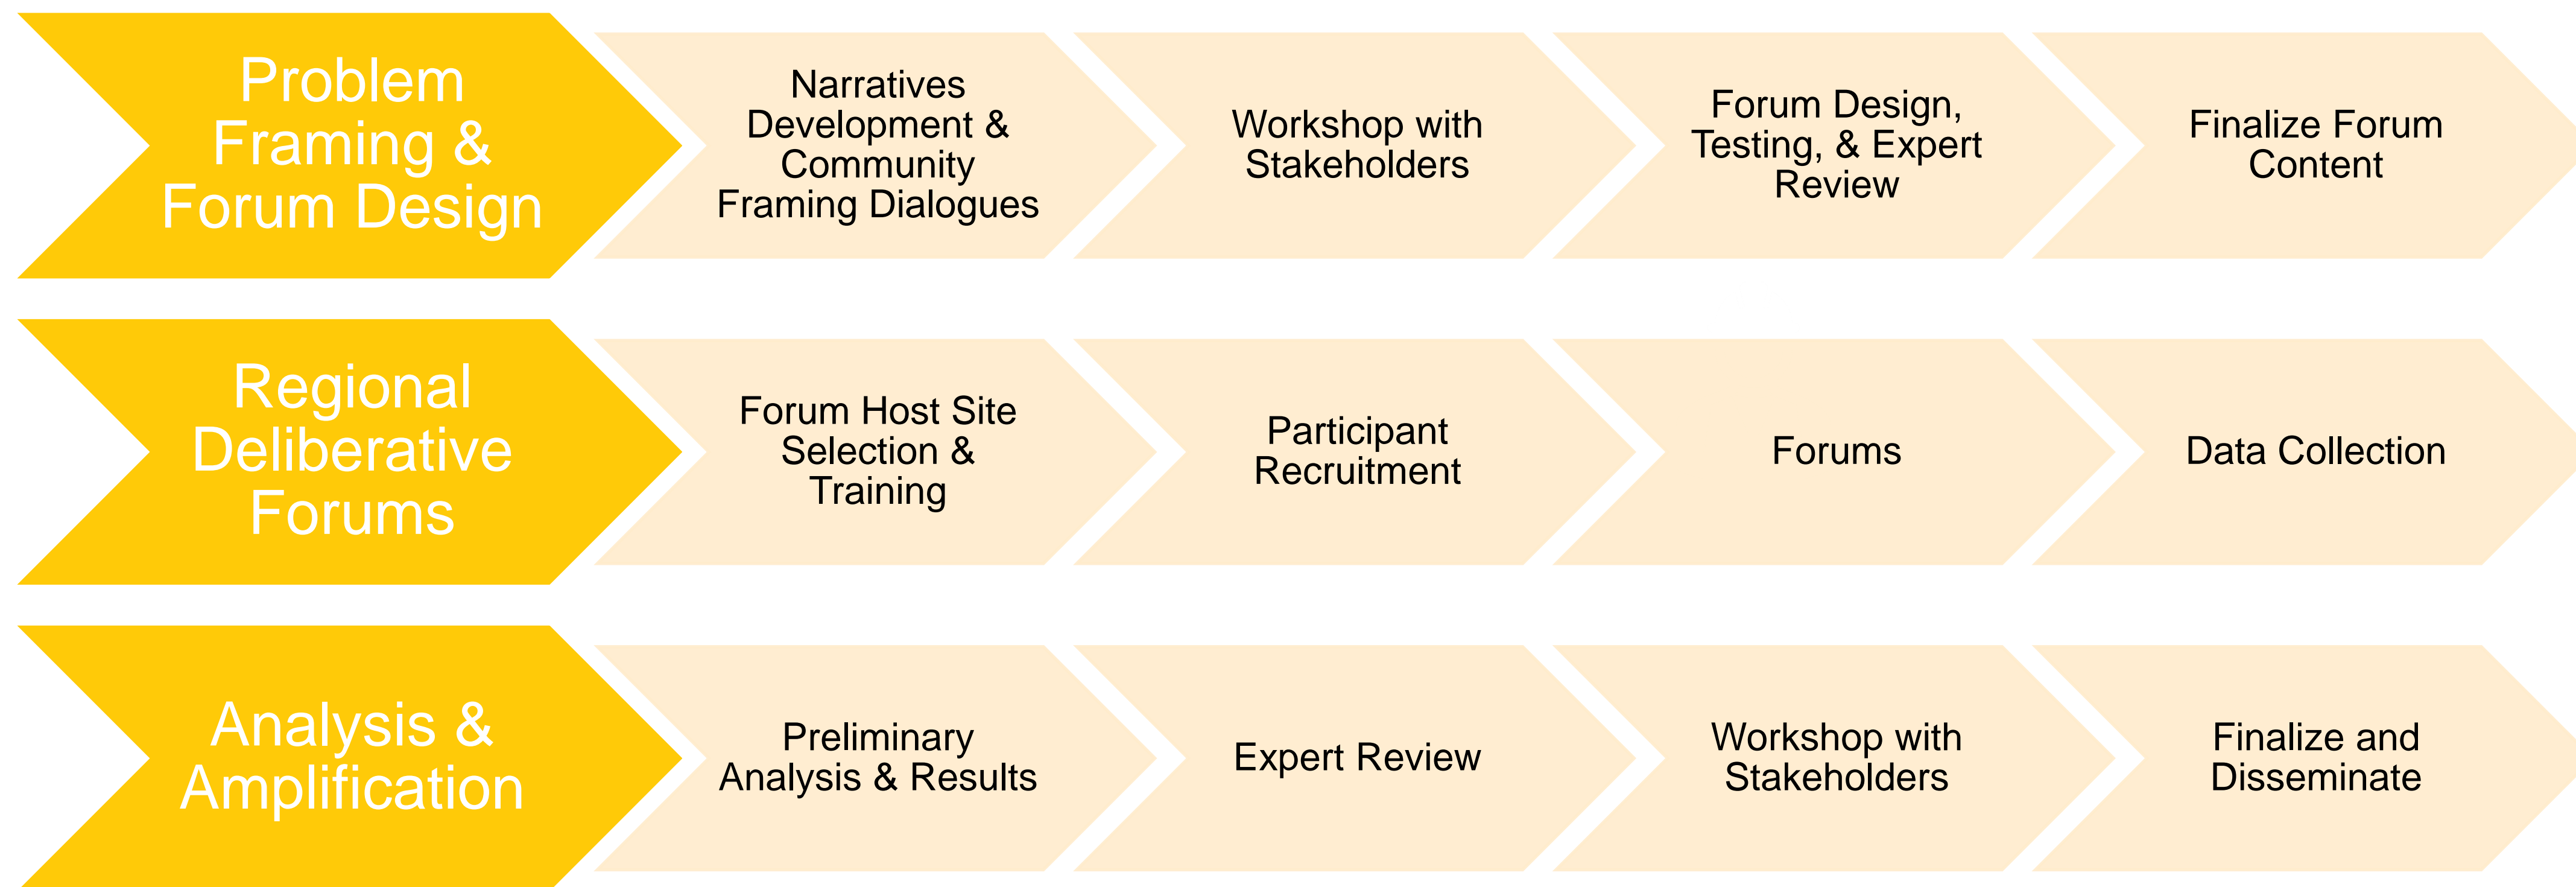 Problem
Framing &
Forum Design
Narratives
Development &
Community
Framing Dialogues
Workshop with
Stakeholders
Forum Design,
Testing, & Expert
Review
Finalize Forum
Content
Regional
Deliberative
Forums
Forum Host Site
Selection &
Training
Participant
Recruitment
Forums
Data Collection
Analysis &
Amplification
Preliminary
Analysis & Results
Expert Review
Workshop with
Stakeholders
Finalize and
Disseminate